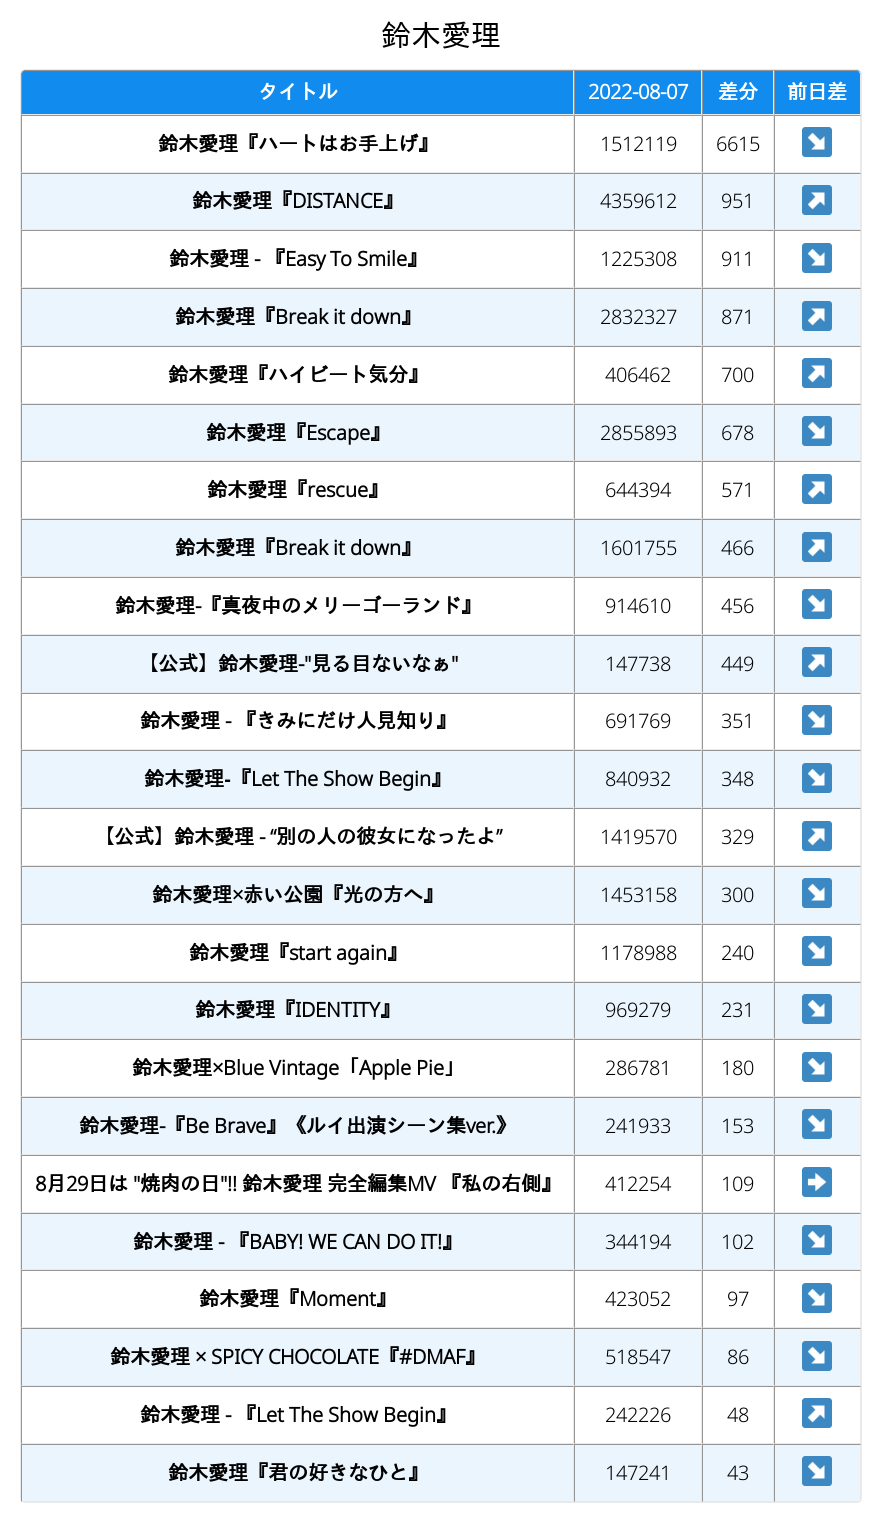 鈴木愛理
タイトル 2022-08-07 差分 前日差
鈴木愛理『ハートはお手上げ』 1512119 6615 ↘
鈴木愛理『DISTANCE』 4359612 951 ↗
鈴木愛理 - 『Easy To Smile』 1225308 911 ↘
鈴木愛理『Break it down』 2832327 871 ↗
鈴木愛理『ハイビート気分』 406462 700 ↗
鈴木愛理『Escape』 2855893 678 ↘
鈴木愛理『rescue』 644394 571 ↗
鈴木愛理『Break it down』 1601755 466 ↗
鈴木愛理-『真夜中のメリーゴーランド』 914610 456 ↘
【公式】鈴木愛理-"見る目ないなぁ" 147738 449 ↗
鈴木愛理 - 『きみにだけ人見知り』 691769 351 ↘
鈴木愛理-『Let The Show Begin』 840932 348 ↘
【公式】鈴木愛理 - “別の人の彼女になったよ” 1419570 329 ↗
鈴木愛理×赤い公園『光の方へ』 1453158 300 ↘
鈴木愛理『start again』 1178988 240 ↘
鈴木愛理『IDENTITY』 969279 231 ↘
鈴木愛理×Blue Vintage「Apple Pie」 286781 180 ↘
鈴木愛理-『Be Brave』《ルイ出演シーン集ver.》 241933 153 ↘
8月29日は "焼肉の日"!! 鈴木愛理 完全編集MV 『私の右側』 412254 109 ➡
鈴木愛理 - 『BABY! WE CAN DO IT!』 344194 102 ↘
鈴木愛理『Moment』 423052 97 ↘
鈴木愛理 × SPICY CHOCOLATE『#DMAF』 518547 86 ↘
鈴木愛理 - 『Let The Show Begin』 242226 48 ↗
鈴木愛理『君の好きなひと』 147241 43 ↘